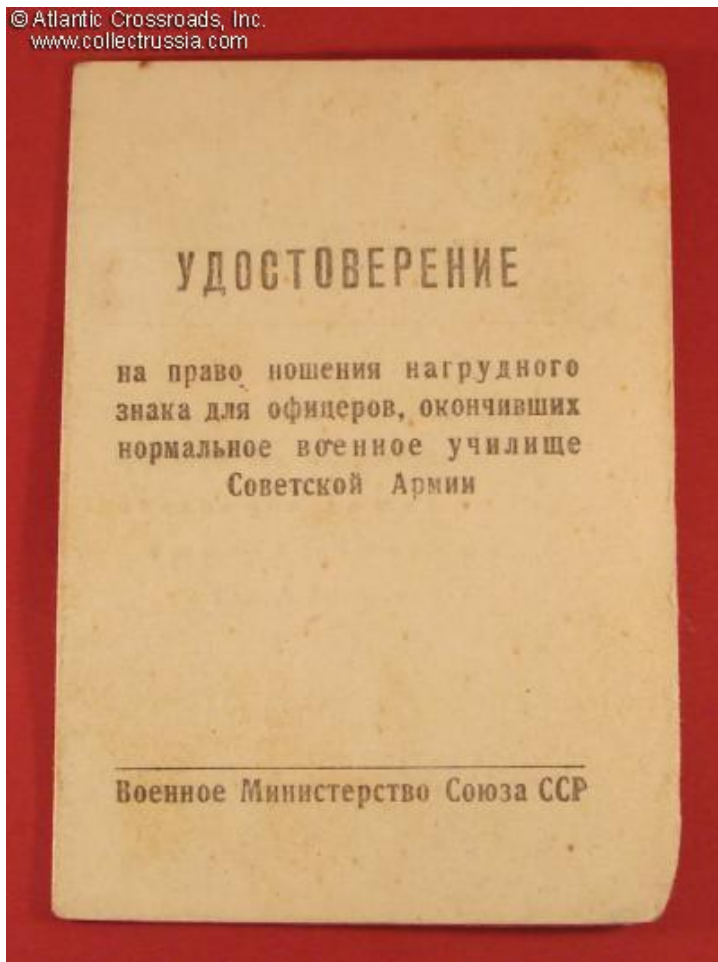 © Atlantic Crossroads, Inc.
www.collectrussia.com
УДОСТОВЕРЕНИЕ
на право ношения нагрудного
знака для офицеров, окончивших
нормальное военное училище
Советской Армии
Военное Министерство Союза ССР